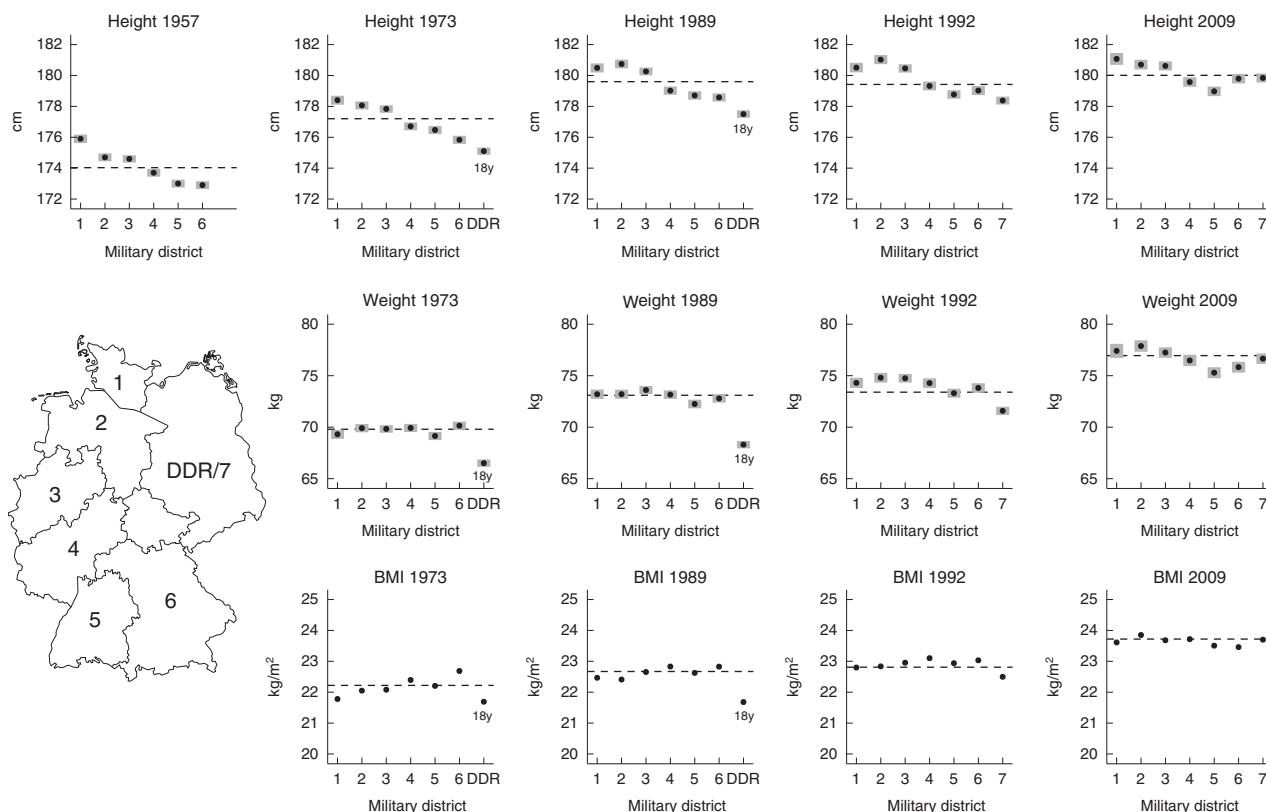 Height 1957
Height 1973
Height 1989
Height 1992
Height 2009
182
180
178
176
174
172
cm
1 2 3 4 5 6
Military district
182
180
178
176
174
172
cm
18y
1 2 3 4 5 6 DDR
Military district
182
180
178
176
174
172
cm
18y
1 2 3 4 5 6 DDR
Military district
182
180
178
176
174
172
cm
1 2 3 4 5 6 7
Military district
182
180
178
176
174
172
cm
1 2 3 4 5 6 7
Military district
1
2
DDR/7
3
4
5
6
Weight 1973
Weight 1989
Weight 1992
Weight 2009
80
75
70
65
kg
18y
1 2 3 4 5 6 DDR
Military district
80
75
70
65
kg
18y
1 2 3 4 5 6 DDR
Military district
80
75
70
65
kg
1 2 3 4 5 6 7
Military district
80
75
70
65
kg
1 2 3 4 5 6 7
Military district
BMI 1973
BMI 1989
BMI 1992
BMI 2009
25
24
23
22
21
20
kg/m²
18y
1 2 3 4 5 6 DDR
Military district
25
24
23
22
21
20
kg/m²
18y
1 2 3 4 5 6 DDR
Military district
25
24
23
22
21
20
kg/m²
1 2 3 4 5 6 7
Military district
25
24
23
22
21
20
kg/m²
1 2 3 4 5 6 7
Military district